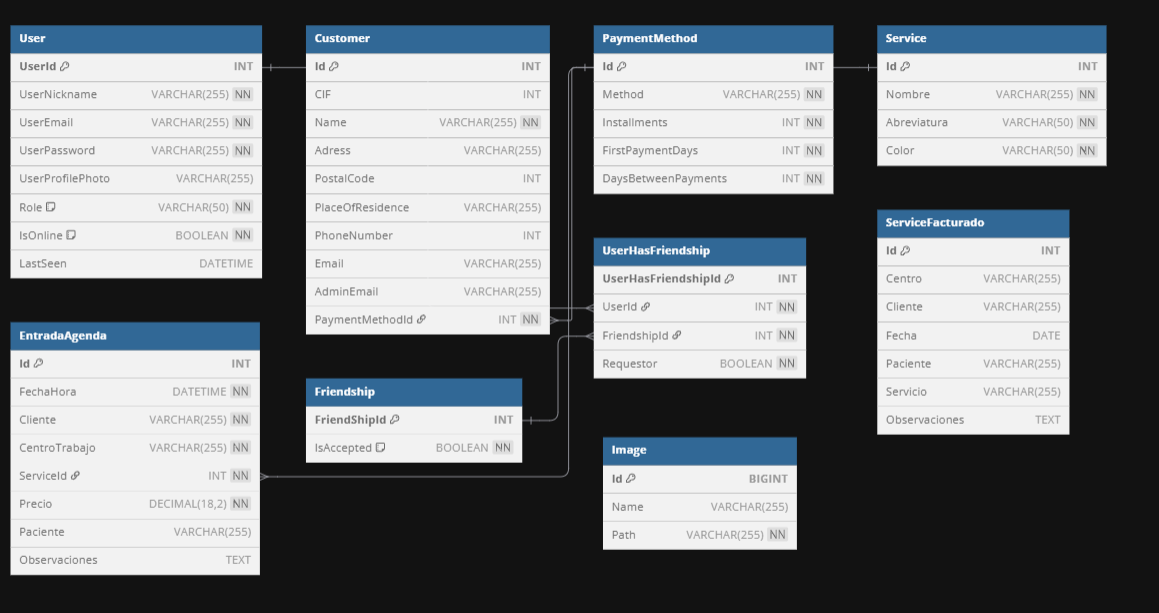 User
UserId INT
UserNickname VARCHAR(255) NN
UserEmail VARCHAR(255) NN
UserPassword VARCHAR(255) NN
UserProfilePhoto VARCHAR(255)
Role VARCHAR(50) NN
IsOnline BOOLEAN NN
LastSeen DATETIME
Customer
Id INT
CIF INT
Name VARCHAR(255) NN
Adress VARCHAR(255)
PostalCode INT
PlaceOfResidence VARCHAR(255)
PhoneNumber INT
Email VARCHAR(255)
AdminEmail VARCHAR(255)
PaymentMethodId INT NN
PaymentMethod
Id INT
Method VARCHAR(255) NN
Installments INT NN
FirstPaymentDays INT NN
DaysBetweenPayments INT NN
Service
Id INT
Nombre VARCHAR(255) NN
Abreviatura VARCHAR(50) NN
Color VARCHAR(50) NN
ServiceFacturado
Id INT
Centro VARCHAR(255)
Cliente VARCHAR(255)
Fecha DATE
Paciente VARCHAR(255)
Servicio VARCHAR(255)
Observaciones TEXT
UserHasFriendship
UserHasFriendshipId INT
UserId INT NN
FriendshipId INT NN
Requestor BOOLEAN NN
EntradaAgenda
Id INT
FechaHora DATETIME NN
Cliente VARCHAR(255) NN
CentroTrabajo VARCHAR(255) NN
ServiceId INT NN
Precio DECIMAL(18,2) NN
Paciente VARCHAR(255)
Observaciones TEXT
Friendship
FriendShipId INT
IsAccepted BOOLEAN NN
Image
Id BIGINT
Name VARCHAR(255)
Path VARCHAR(255) NN